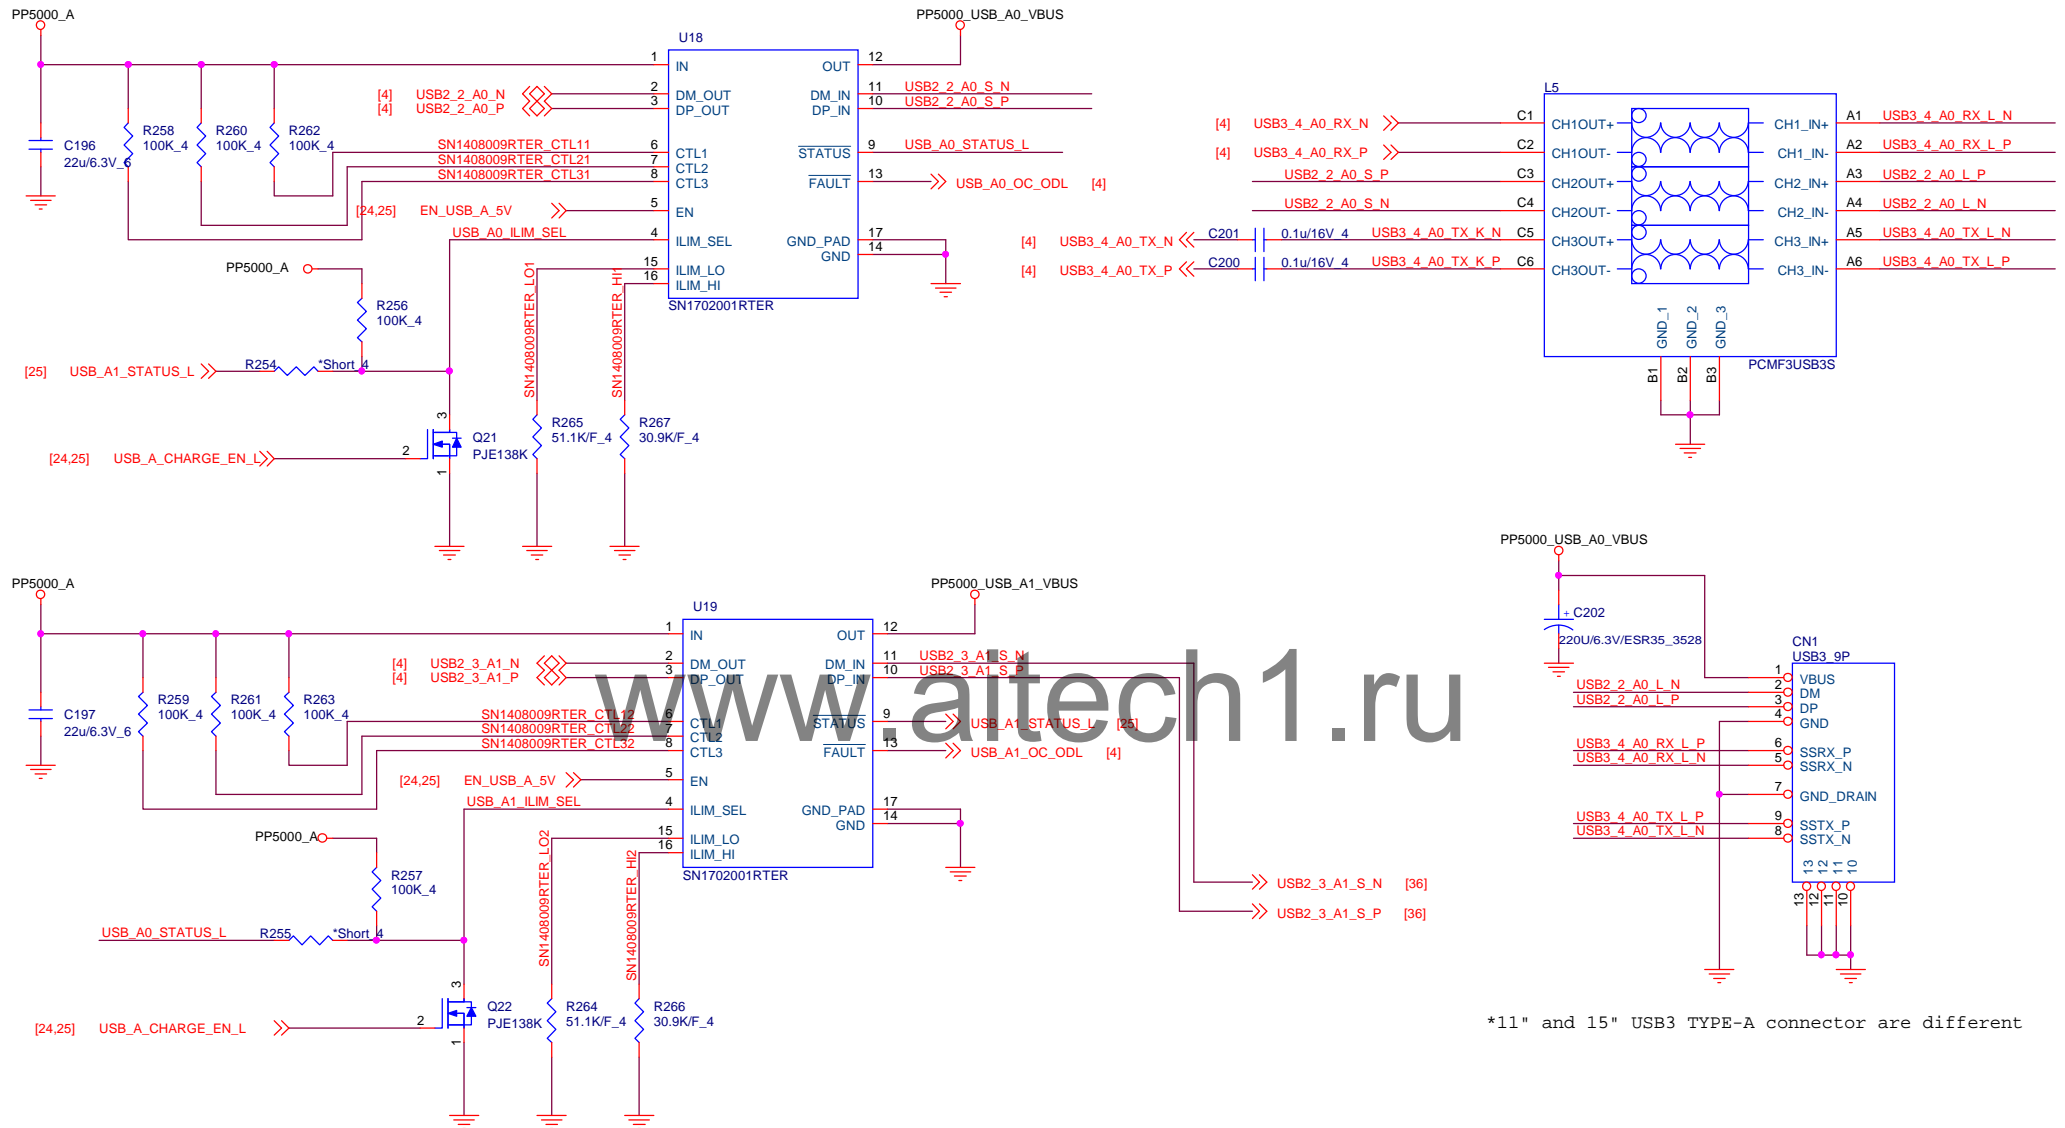 PP5000_A
PP5000_USB_A0_VBUS
U18
1 IN
OUT 12
[4] USB2_2_A0_N 2 DM_OUT
DM_IN 11 USB2_2_A0_S_N
[4] USB2_2_A0_P 3 DP_OUT
DP_IN 10 USB2_2_A0_S_P
C196
22u/6.3V_6
R258
100K_4
R260
100K_4
R262
100K_4
SN1408009RTER_CTL11 6 CTL1
SN1408009RTER_CTL21 7 CTL2
SN1408009RTER_CTL31 8 CTL3
STATUS 9 USB_A0_STATUS_L
FAULT 13 USB_A0_OC_ODL [4]
[24,25] EN_USB_A_5V 5 EN
USB_A0_ILIM_SEL 4 ILIM_SEL
GND_PAD 17
GND 14
15 ILIM_LO
16 ILIM_HI
SN1702001RTER
PP5000_A
R256
100K_4
SN1408009RTER_LO1
SN1408009RTER_HI1
[25] USB_A1_STATUS_L R254 *Short_4
3
Q21
PJE138K
[24,25] USB_A_CHARGE_EN_L 2
1
R265
51.1K/F_4
R267
30.9K/F_4
L5
[4] USB3_4_A0_RX_N C1 CH1OUT+
CH1_IN+ A1 USB3_4_A0_RX_L_N
[4] USB3_4_A0_RX_P C2 CH1OUT-
CH1_IN- A2 USB3_4_A0_RX_L_P
USB2_2_A0_S_P C3 CH2OUT+
CH2_IN+ A3 USB2_2_A0_L_P
USB2_2_A0_S_N C4 CH2OUT-
CH2_IN- A4 USB2_2_A0_L_N
[4] USB3_4_A0_TX_N C201 0.1u/16V_4 USB3_4_A0_TX_K_N C5 CH3OUT+
CH3_IN+ A5 USB3_4_A0_TX_L_N
[4] USB3_4_A0_TX_P C200 0.1u/16V_4 USB3_4_A0_TX_K_P C6 CH3OUT-
CH3_IN- A6 USB3_4_A0_TX_L_P
GND_1 GND_2 GND_3
B1 B2 B3
PCMF3USB3S
PP5000_A
PP5000_USB_A1_VBUS
U19
1 IN
OUT 12
[4] USB2_3_A1_N 2 DM_OUT
DM_IN 11 USB2_3_A1_S_N
[4] USB2_3_A1_P 3 DP_OUT
DP_IN 10 USB2_3_A1_S_P
C197
22u/6.3V_6
R259
100K_4
R261
100K_4
R263
100K_4
SN1408009RTER_CTL12 6 CTL1
SN1408009RTER_CTL22 7 CTL2
SN1408009RTER_CTL32 8 CTL3
STATUS 9 USB_A1_STATUS_L [25]
FAULT 13 USB_A1_OC_ODL [4]
[24,25] EN_USB_A_5V 5 EN
USB_A1_ILIM_SEL 4 ILIM_SEL
GND_PAD 17
GND 14
15 ILIM_LO
16 ILIM_HI
SN1702001RTER
PP5000_A
R257
100K_4
SN1408009RTER_LO2
SN1408009RTER_HI2
USB2_3_A1_S_N [36]
USB2_3_A1_S_P [36]
USB_A0_STATUS_L R255 *Short_4
3
Q22
PJE138K
[24,25] USB_A_CHARGE_EN_L 2
1
R264
51.1K/F_4
R266
30.9K/F_4
www.aitech1.ru
PP5000_USB_A0_VBUS
+ C202
220U/6.3V/ESR35_3528
CN1
USB3_9P
1 VBUS
USB2_2_A0_L_N 2 DM
USB2_2_A0_L_P 3 DP
4 GND
USB3_4_A0_RX_L_P 6 SSRX_P
USB3_4_A0_RX_L_N 5 SSRX_N
7 GND_DRAIN
USB3_4_A0_TX_L_P 9 SSTX_P
USB3_4_A0_TX_L_N 8 SSTX_N
13 12 11 10
13 12 11 10
*11" and 15" USB3 TYPE-A connector are different